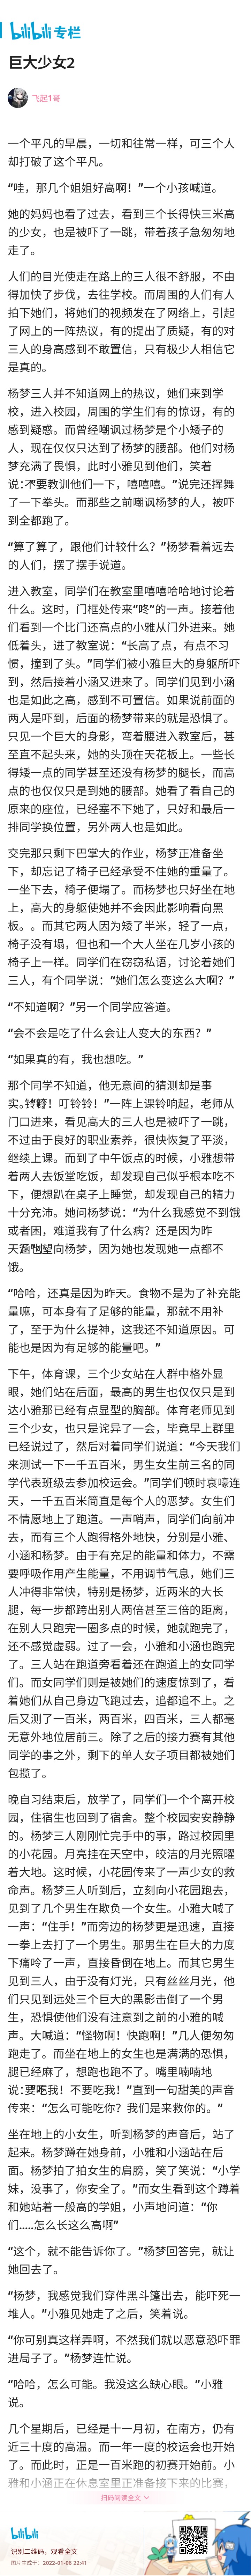 bilibili 专栏
巨大少女2
飞起1哥
一个平凡的早晨，一切和往常一样，可三个人
却打破了这个平凡。
“哇，那几个姐姐好高啊！”一个小孩喊道。
她的妈妈也看了过去，看到三个长得快三米高
的少女，也是被吓了一跳，带着孩子急匆匆地
走了。
人们的目光使走在路上的三人很不舒服，不由
得加快了步伐，去往学校。而周围的人们有人
拍下她们，将她们的视频发在了网络上，引起
了网上的一阵热议，有的提出了质疑，有的对
三人的身高感到不敢置信，只有极少人相信它
是真的。
杨梦三人并不知道网上的热议，她们来到学
校，进入校园，周围的学生们有的惊讶，有的
感到疑惑。而曾经嘲讽过杨梦是个小矮子的
人，现在仅仅只达到了杨梦的腰部。他们对杨
梦充满了畏惧，此时小雅见到他们，笑着
说：“要不要教训他们一下，嘻嘻嘻。”说完还挥舞
了一下拳头。而那些之前嘲讽杨梦的人，被吓
到全都跑了。
“算了算了，跟他们计较什么？”杨梦看着远去
的人们，摆了摆手说道。
进入教室，同学们在教室里嘻嘻哈哈地讨论着
什么。这时，门框处传来“咚”的一声。接着他
们看到一个比门还高点的小雅从门外进来。她
低着头，进了教室说：“长高了点，有点不习
惯，撞到了头。”同学们被小雅巨大的身躯所吓
到，然后接着小涵又进来了。同学们见到小涵
也是如此之高，感到不可置信。如果说前面的
两人是吓到，后面的杨梦带来的就是恐惧了。
只见一个巨大的身影，弯着腰进入教室后，甚
至直不起头来，她的头顶在天花板上。一些长
得矮一点的同学甚至还没有杨梦的腿长，而高
点的也仅仅只是到她的腰部。她看了看自己的
原来的座位，已经塞不下她了，只好和最后一
排同学换位置，另外两人也是如此。
交完那只剩下巴掌大的作业，杨梦正准备坐
下，却忘记了椅子已经承受不住她的重量了。
一坐下去，椅子便塌了。而杨梦也只好坐在地
上，高大的身躯使她并不会因此影响看向黑
板。。而其它两人因为矮了半米，轻了一点，
椅子没有塌，但也和一个大人坐在几岁小孩的
椅子上一样。同学们在窃窃私语，讨论着她们
三人，有个同学说：“她们怎么变这么大啊？”
“不知道啊？”另一个同学应答道。
“会不会是吃了什么会让人变大的东西？”
“如果真的有，我也想吃。”
那个同学不知道，他无意间的猜测却是事
实。“叮铃铃！叮铃铃！”一阵上课铃响起，老师从
门口进来，看见高大的三人也是被吓了一跳，
不过由于良好的职业素养，很快恢复了平淡，
继续上课。而到了中午饭点的时候，小雅想带
着两人去饭堂吃饭，却发现自己似乎根本吃不
下，便想趴在桌子上睡觉，却发现自己的精力
十分充沛。她问杨梦说：“为什么我感觉不到饿
或者困，难道我有了什么病？还是因为昨
向杨梦，因为她也发现她一点都不
饿。
“哈哈，还真是因为昨天。食物不是为了补充能
量嘛，可本身有了足够的能量，那就不用补
了，至于为什么提神，这我还不知道原因。可
能也是因为有足够的能量吧。”
下午，体育课，三个少女站在人群中格外显
眼，她们站在后面，最高的男生也仅仅只是到
达小雅那已经有点显型的胸部。体育老师见到
三个少女，也只是诧异了一会，毕竟早上群里
已经说过了，然后对着同学们说道：“今天我们
来测试一下一千五百米，男生女生前三名的同
学代表班级去参加校运会。”同学们顿时哀嚎连
天，一千五百米简直是每个人的恶梦。女生们
不情愿地上了跑道。一声哨声，同学们向前冲
去，而有三个人跑得格外地快，分别是小雅、
小涵和杨梦。由于有充足的能量和体力，不需
要呼吸作用产生能量，不用调节气息，她们三
人冲得非常快，特别是杨梦，近两米的大长
腿，每一步都跨出别人两倍甚至三倍的距离，
在别人只跑完一圈多点的时候，她就跑完了，
还不感觉虚弱。过了一会，小雅和小涵也跑完
了。三人站在跑道旁看着还在跑道上的女同学
们。而女同学们则是被她们的速度惊到了，看
着她们从自己身边飞跑过去，追都追不上。之
后又测了一百米，两百米，四百米，三人都毫
无意外地位居前三。除了之后的接力赛有其他
同学的事之外，剩下的单人女子项目都被她们
包揽了。
晚自习结束后，放学了，同学们一个个离开校
园，住宿生也回到了宿舍。整个校园安安静静
的。杨梦三人刚刚忙完手中的事，路过校园里
的小花园。月亮挂在天空中，皎洁的月光照曜
着大地。这时候，小花园传来了一声少女的救
命声。杨梦三人听到后，立刻向小花园跑去，
见到了几个男生在欺负一个女生。小雅大喊了
一声：“住手！”而旁边的杨梦更是迅速，直接
一拳上去打了一个男生。那男生在巨大的力度
下痛呤了一声，直接昏倒在地上。而其它男生
见到三人，由于没有灯光，只有丝丝月光，他
们只见到远处三个巨大的黑影击倒了一个男
生，恐惧使他们没有注意到之前的小雅的喊
声。大喊道：“怪物啊！快跑啊！”几人便匆匆
跑走了。而坐在地上的女生也是满满的恐惧，
腿已经麻了，想跑也跑不了。嘴里喃喃地
说：“不要吃我！不要吃我！”直到一句甜美的声音
传来：“怎么可能吃你？我们是来救你的。”
坐在地上的小女生，听到杨梦的声音后，站了
起来。杨梦蹲在她身前，小雅和小涵站在后
面。杨梦拍了拍女生的肩膀，笑了笑说：“小学
妹，没事了，你安全了。”而女生看到这个蹲着
和她站着一般高的学姐，小声地问道：“你
们.....怎么长这么高啊”
“这个，就不能告诉你了。”杨梦回答完，就让
她回去了。
“杨梦，我感觉我们穿件黑斗篷出去，能吓死一
堆人。”小雅见她走了之后，笑着说。
“你可别真这样弄啊，不然我们就以恶意恐吓罪
进局子了。”杨梦连忙说。
“哈哈，怎么可能。我没这么缺心眼。”小雅
说。
几个星期后，已经是十一月初，在南方，仍有
近三十度的高温。而一年一度的校运会也开始
了。而此时，正是一百米跑的初赛开始前。小
雅和小涵正在休息室里正准备接下来的比赛，
扫码阅读全文
bilibili
识别二维码，观看全文
图片生成于：2022-01-06 22:41